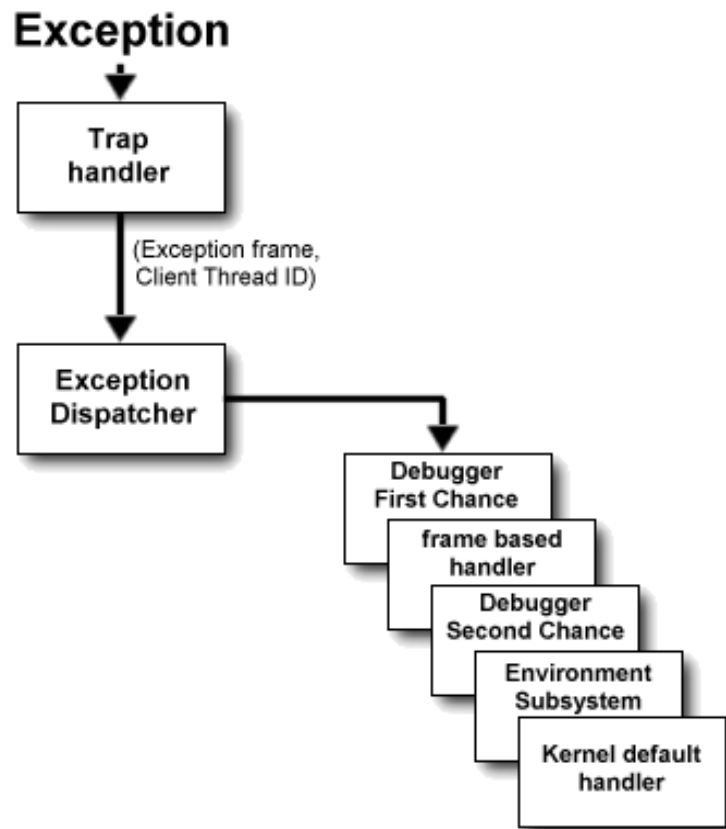 Exception
Trap
handler
(Exception frame,
Client Thread ID)
Exception
Dispatcher
Debugger
First Chance
frame based
handler
Debugger
Second Chance
Environment
Subsystem
Kernel default
handler